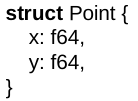 struct Point {
    x: f64,
    y: f64,
}